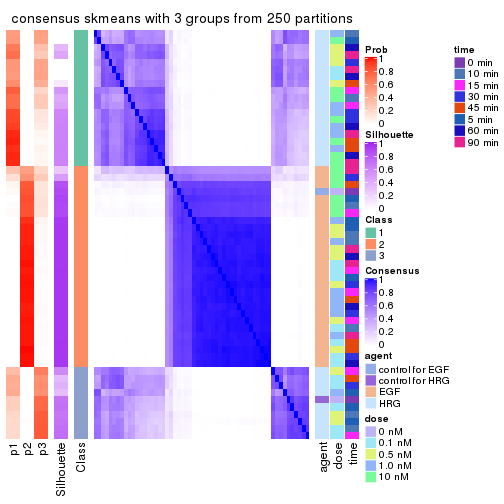 consensus skmeans with 3 groups from 250 partitions
Prob
1
0.8
0.6
0.4
0.2
0
Silhouette
1
0.8
0.6
0.4
0.2
0
Class
1
2
3
Consensus
1
0.8
0.6
0.4
0.2
0
agent
control for EGF
control for HRG
EGF
HRG
dose
0 nM
0.1 nM
0.5 nM
1.0 nM
10 nM
time
0 min
10 min
15 min
30 min
45 min
5 min
60 min
90 min
p1
p2
p3
Silhouette
Class
agent
dose
time